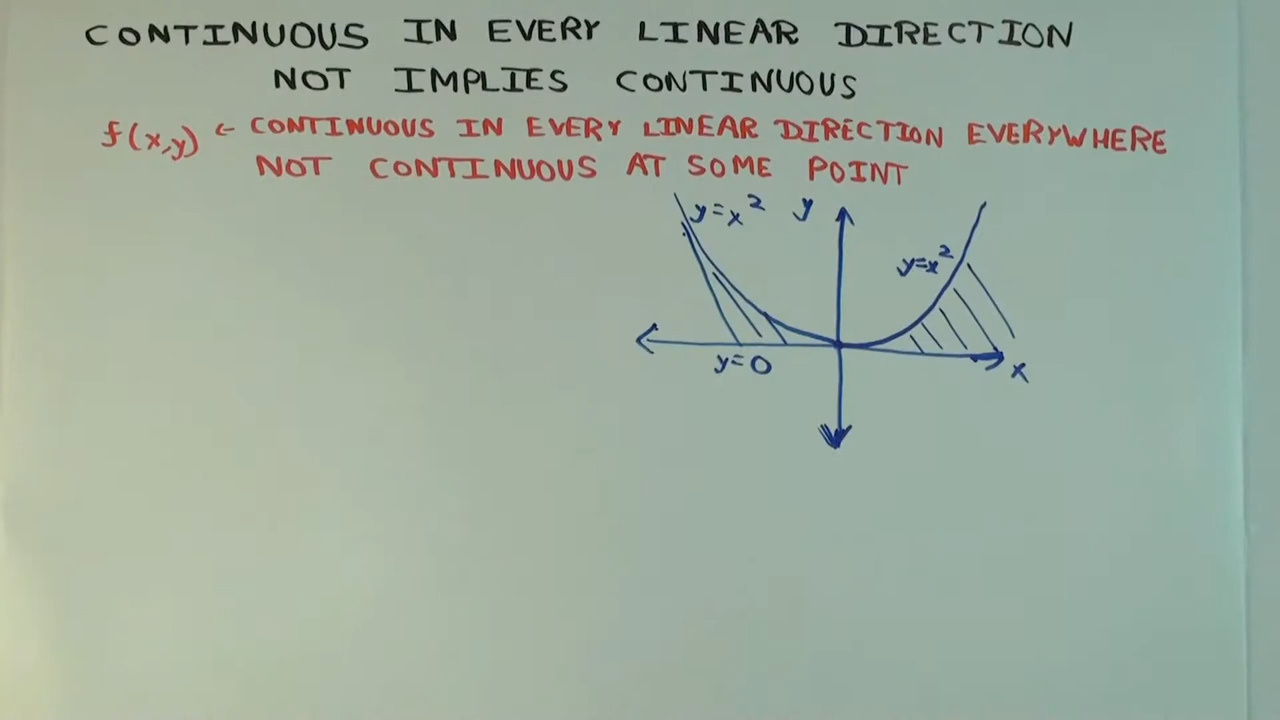 CONTINUOUS IN EVERY LINEAR DIRECTION
NOT IMPLIES CONTINUOUS
f(x,y) ← CONTINUOUS IN EVERY LINEAR DIRECTION EVERYWHERE
NOT CONTINUOUS AT SOME POINT
y=x² y
y=x²
y=0
x